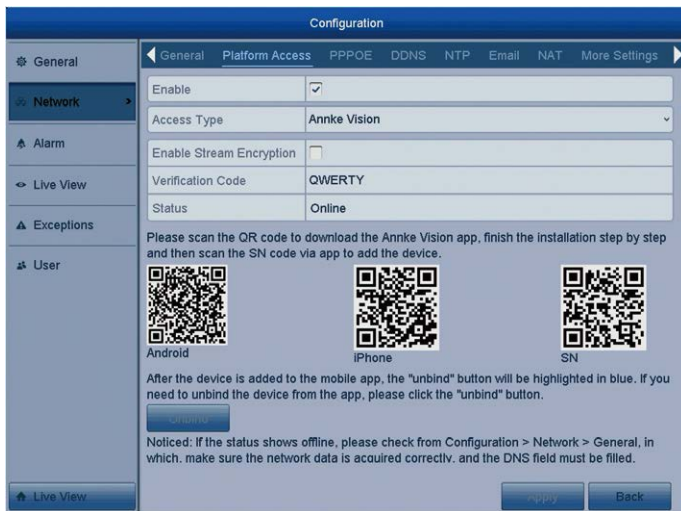 Configuration
General
Network
Alarm
Live View
Exceptions
User
Live View
General Platform Access PPPOE DDNS NTP Email NAT More Settings
Enable
Access Type Annke Vision
Enable Stream Encryption
Verification Code QWERTY
Status Online
Please scan the QR code to download the Annke Vision app, finish the installation step by step
and then scan the SN code via app to add the device.
Android iPhone SN
After the device is added to the mobile app, the "unbind" button will be highlighted in blue. If you
need to unbind the device from the app, please click the "unbind" button.
Unbind
Noticed: If the status shows offline, please check from Configuration > Network > General, in
which, make sure the network data is acquired correctly, and the DNS field must be filled.
Apply Back